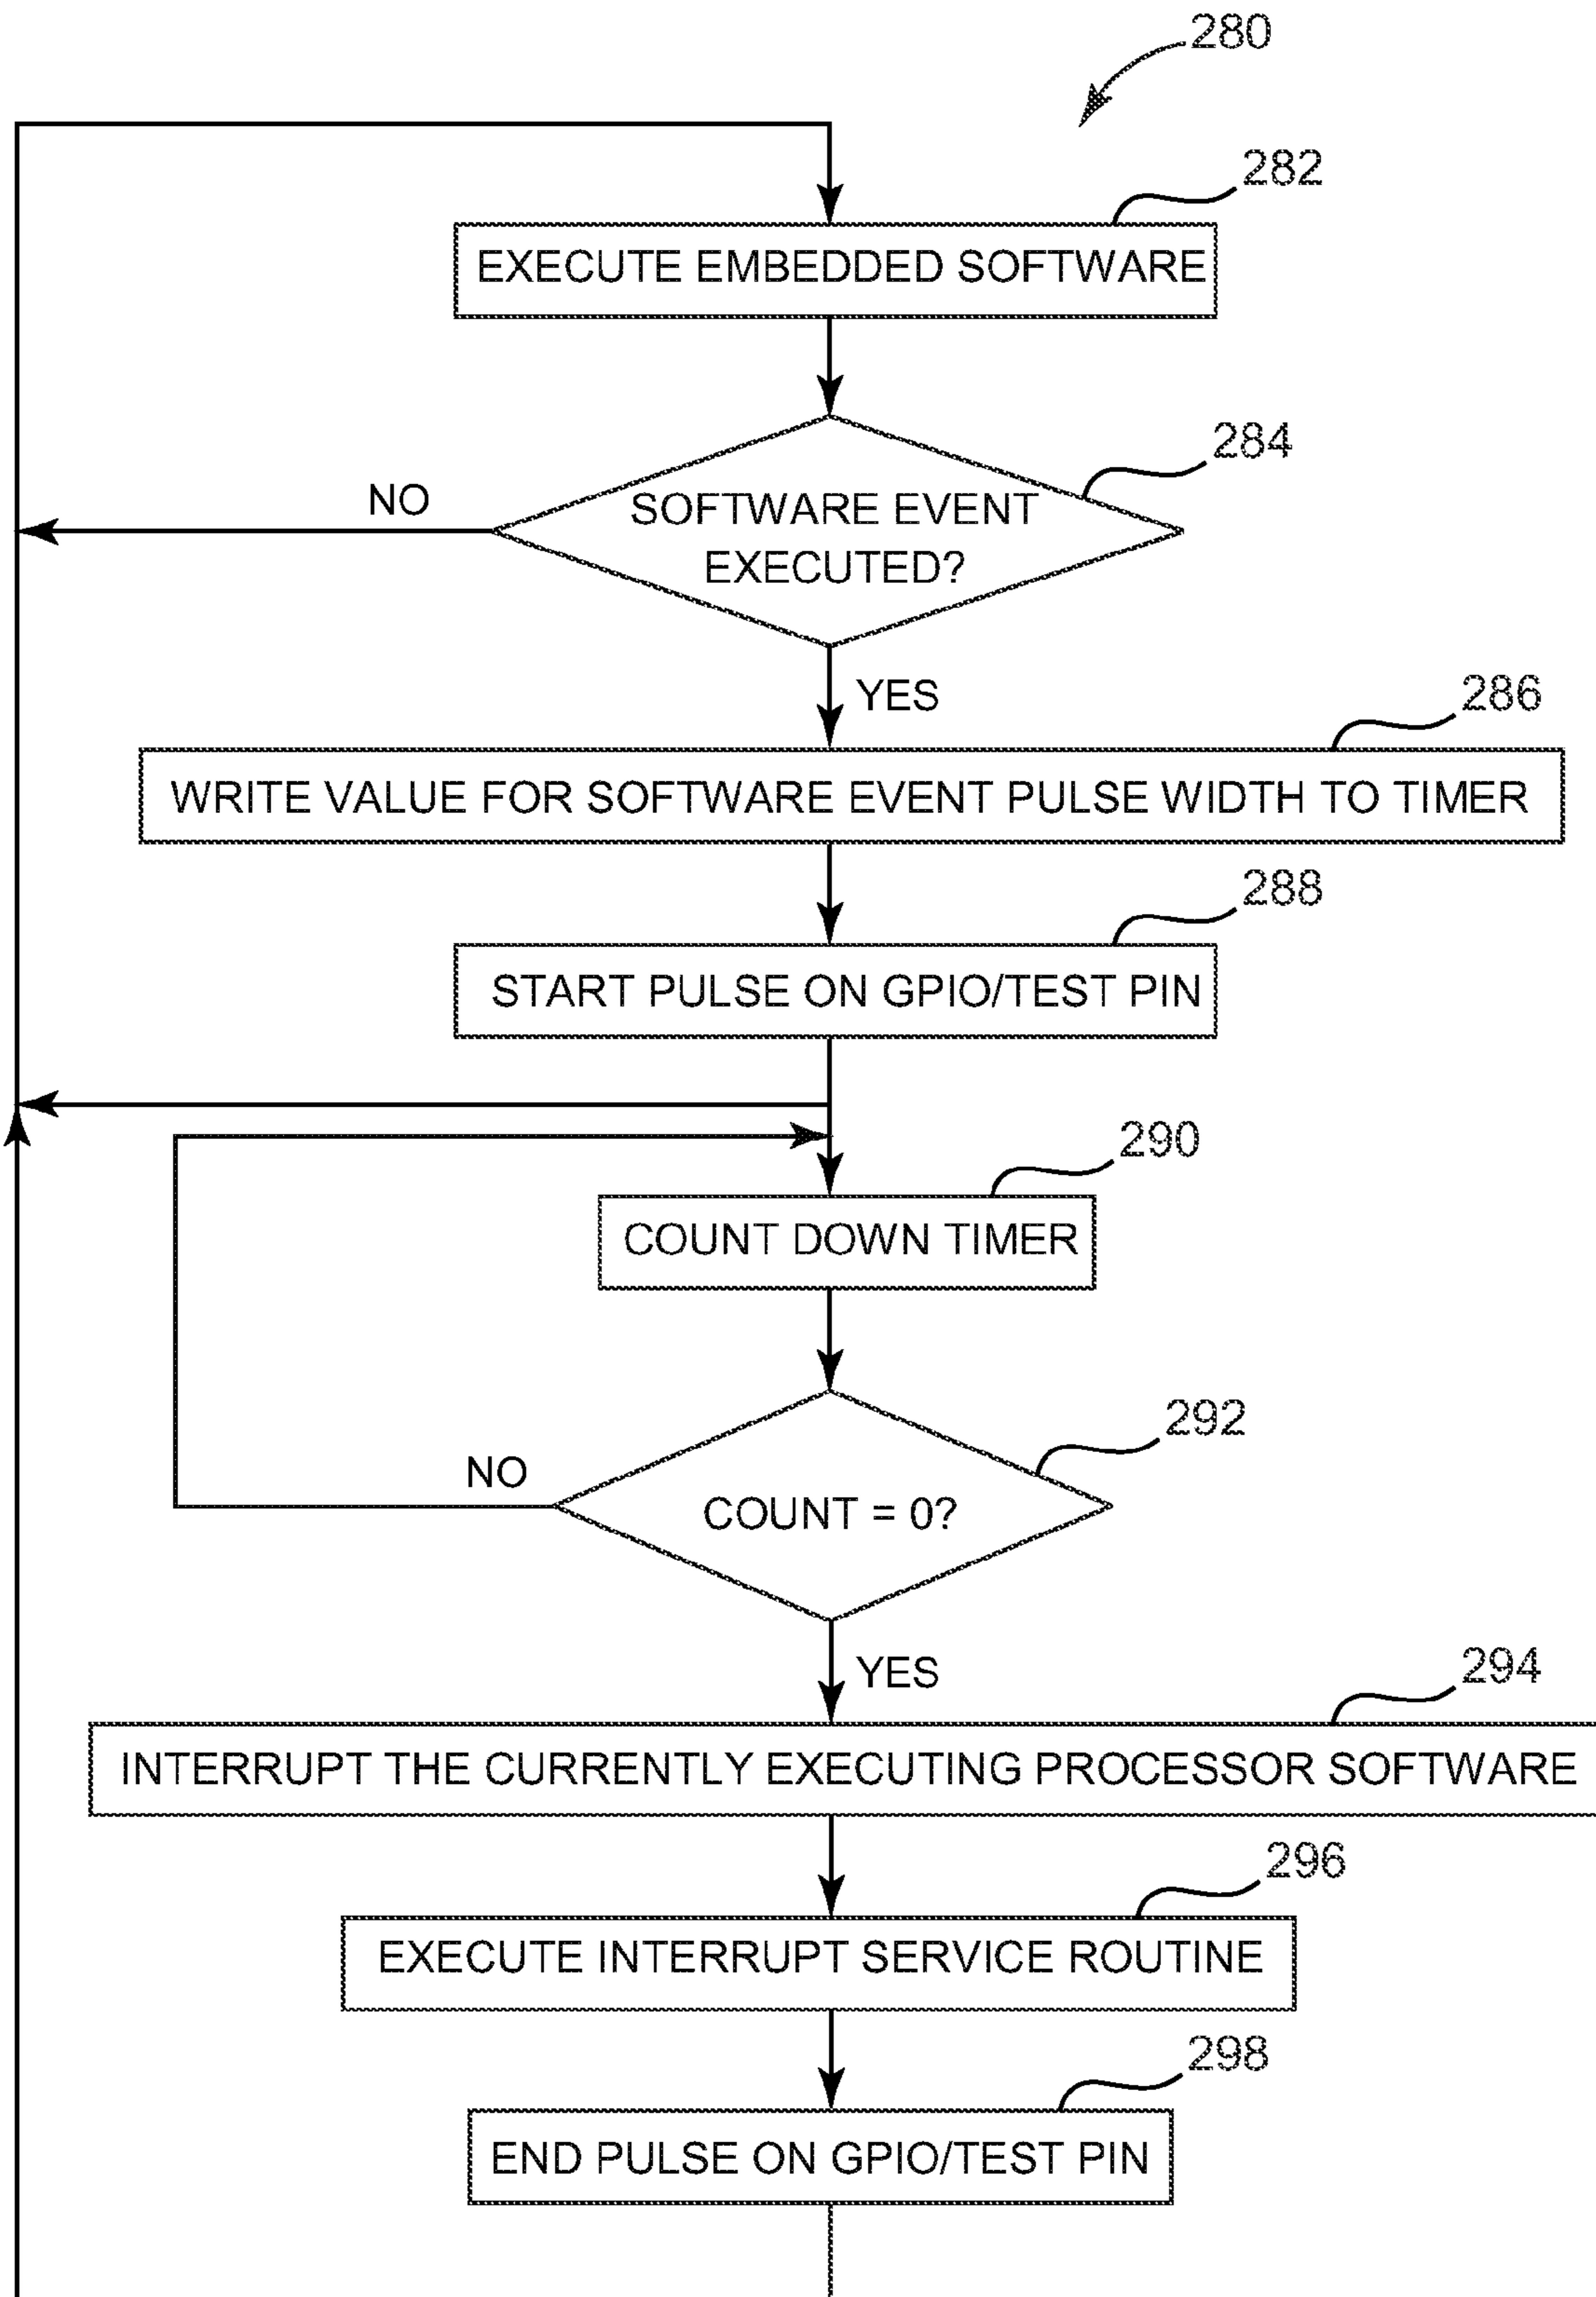 280
282
EXECUTE EMBEDDED SOFTWARE
284
NO
SOFTWARE EVENT
EXECUTED?
YES
286
WRITE VALUE FOR SOFTWARE EVENT PULSE WIDTH TO TIMER
288
START PULSE ON GPIO/TEST PIN
290
COUNT DOWN TIMER
292
NO
COUNT = 0?
YES
294
INTERRUPT THE CURRENTLY EXECUTING PROCESSOR SOFTWARE
296
EXECUTE INTERRUPT SERVICE ROUTINE
298
END PULSE ON GPIO/TEST PIN